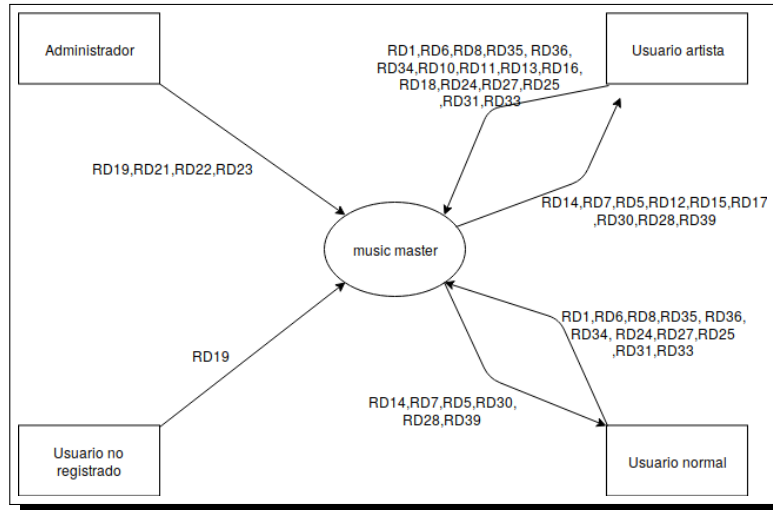 Administrador
RD1,RD6,RD8,RD35, RD36,
RD34,RD10,RD11,RD13,RD16,
RD18,RD24,RD27,RD25
,RD31,RD33
Usuario artista
RD19,RD21,RD22,RD23
RD14,RD7,RD5,RD12,RD15,RD17
,RD30,RD28,RD39
music master
RD1,RD6,RD8,RD35, RD36,
RD34, RD24,RD27,RD25
,RD31,RD33
RD19
RD14,RD7,RD5,RD30,
RD28,RD39
Usuario no
registrado
Usuario normal